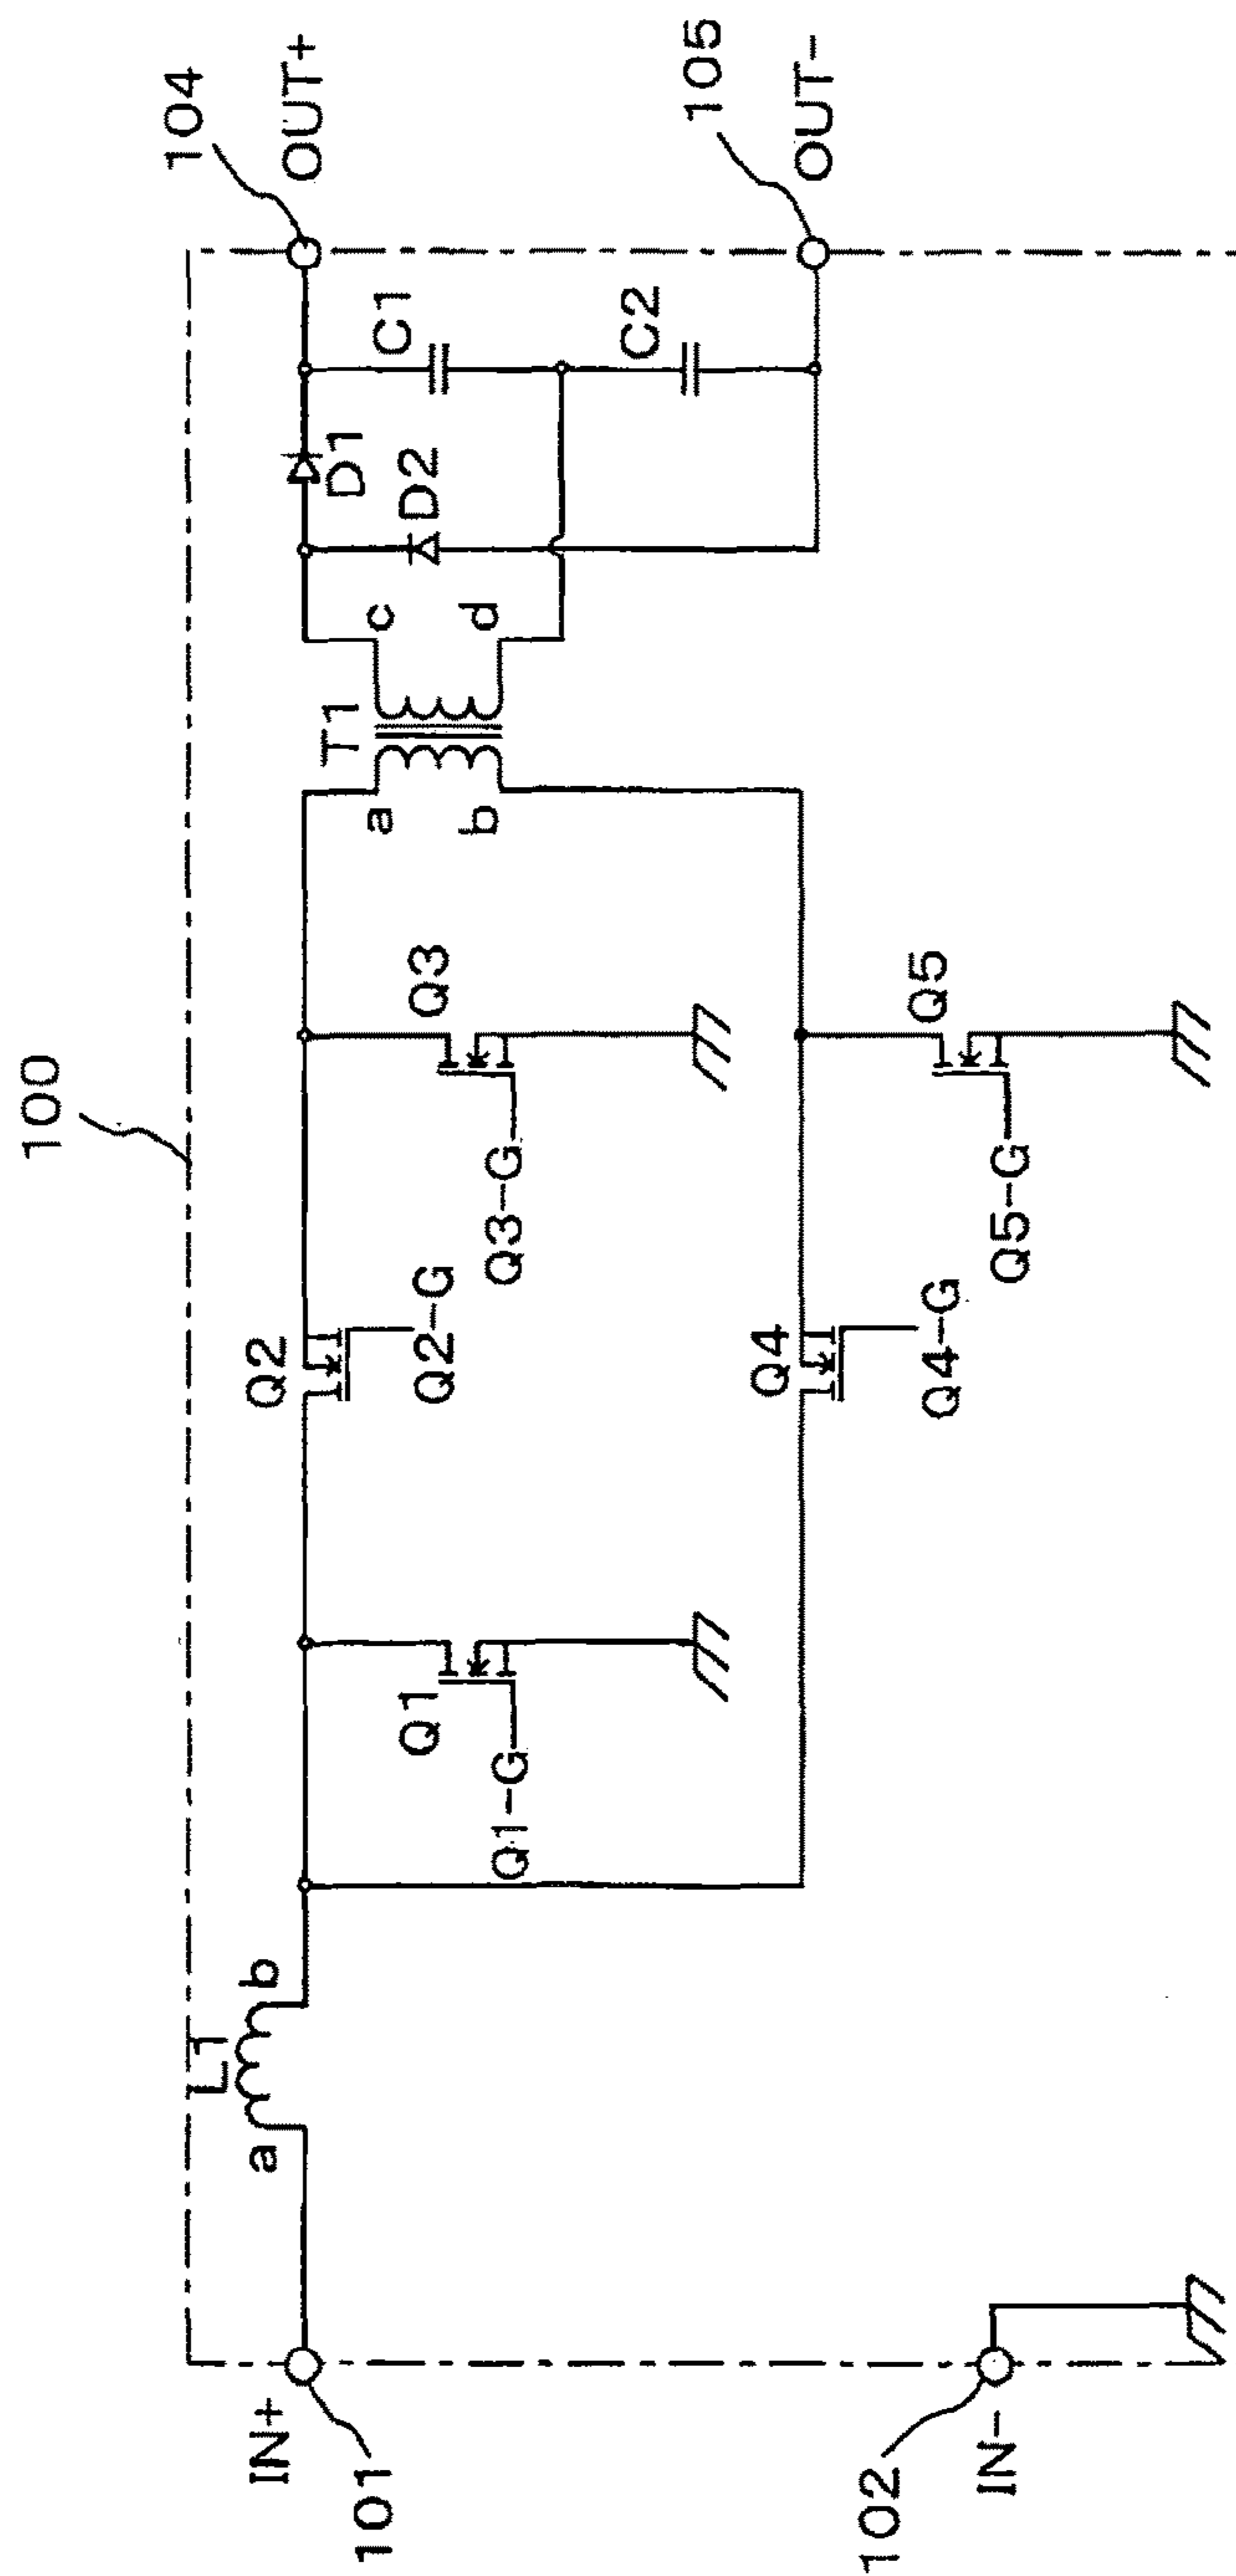 100
104
OUT+
L1
a
b
Q2
Q2-G
Q1
Q1-G
Q3
Q3-G
T1
a
b
c
d
D1
D2
C1
C2
IN+
101
Q4
Q4-G
Q5
Q5-G
105
OUT-
102
IN-